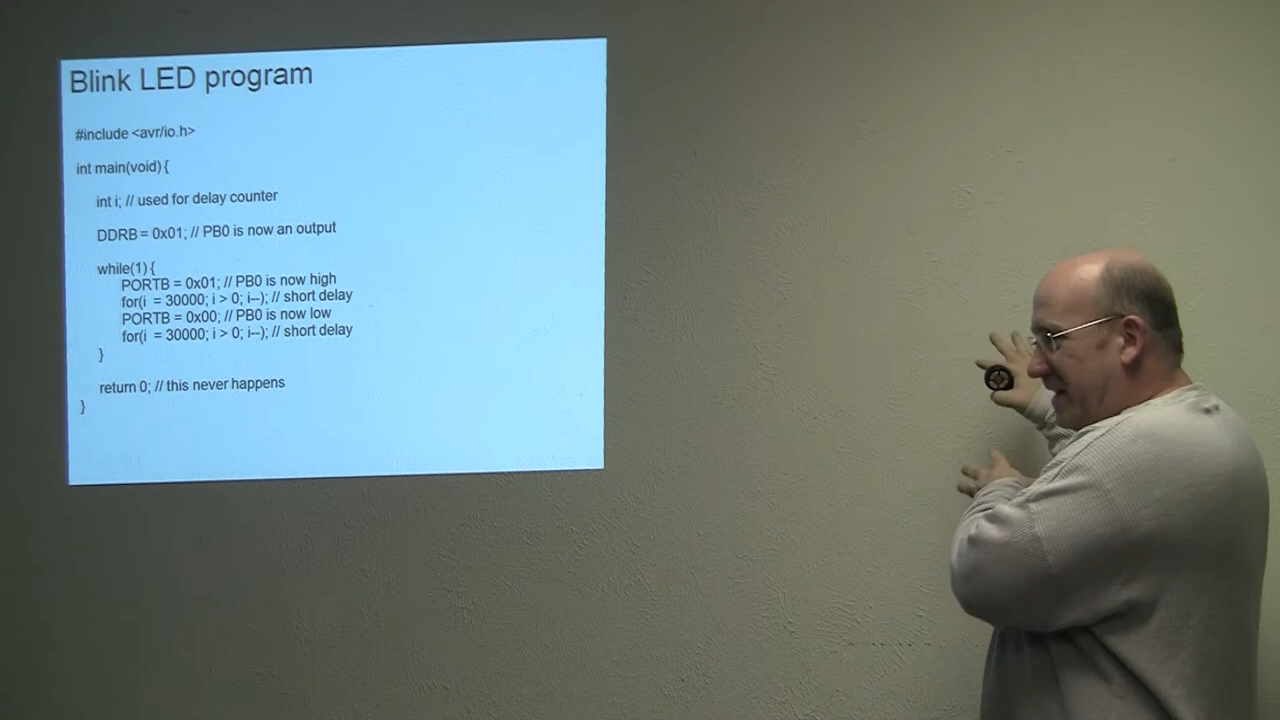 Blink LED program
#include <avr/io.h>
int main(void) {
int i; // used for delay counter
DDRB = 0x01; // PB0 is now an output
while(1) {
PORTB = 0x01; // PB0 is now high
for(i = 30000; i > 0; i--); // short delay
PORTB = 0x00; // PB0 is now low
for(i = 30000; i > 0; i--); // short delay
}
return 0; // this never happens
}